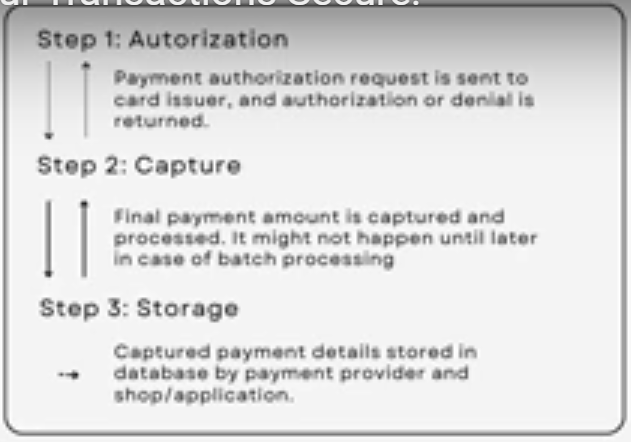 Transactions Secure.
Step 1: Autorization
Payment authorization request is sent to
card issuer, and authorization or denial is
returned.
Step 2: Capture
Final payment amount is captured and
processed. It might not happen until later
in case of batch processing
Step 3: Storage
Captured payment details stored in
database by payment provider and
shop/application.